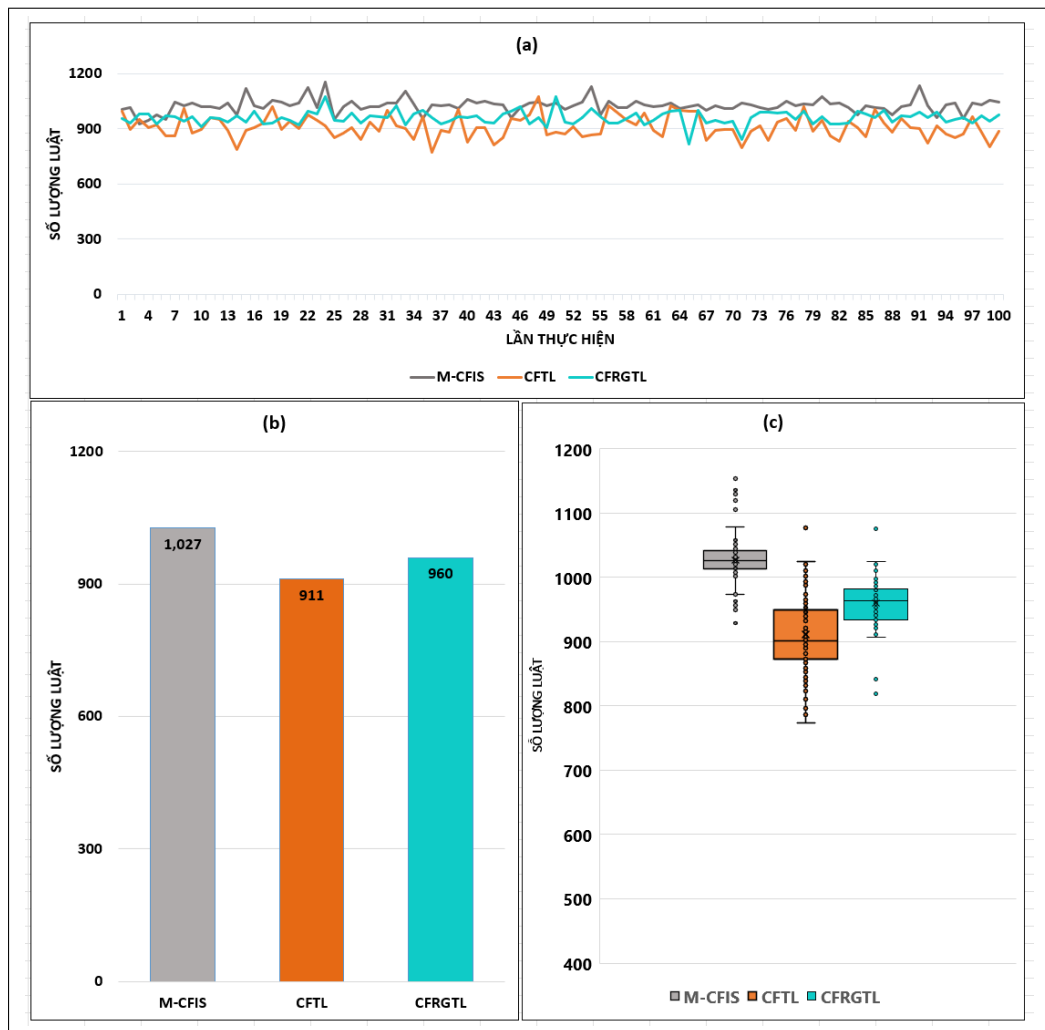 (a)
1200
900
600
300
0
SỐ LƯỢNG LUẬT
1 4 7 10 13 16 19 22 25 28 31 34 37 40 43 46 49 52 55 58 61 64 67 70 73 76 79 82 85 88 91 94 97 100
LẦN THỰC HIỆN
M-CFIS CFTL CFRGTL
(b)
1200
900
600
300
0
SỐ LƯỢNG LUẬT
1,027
911
960
M-CFIS CFTL CFRGTL
(c)
1200
1100
1000
900
800
700
600
500
400
SỐ LƯỢNG LUẬT
M-CFIS CFTL CFRGTL